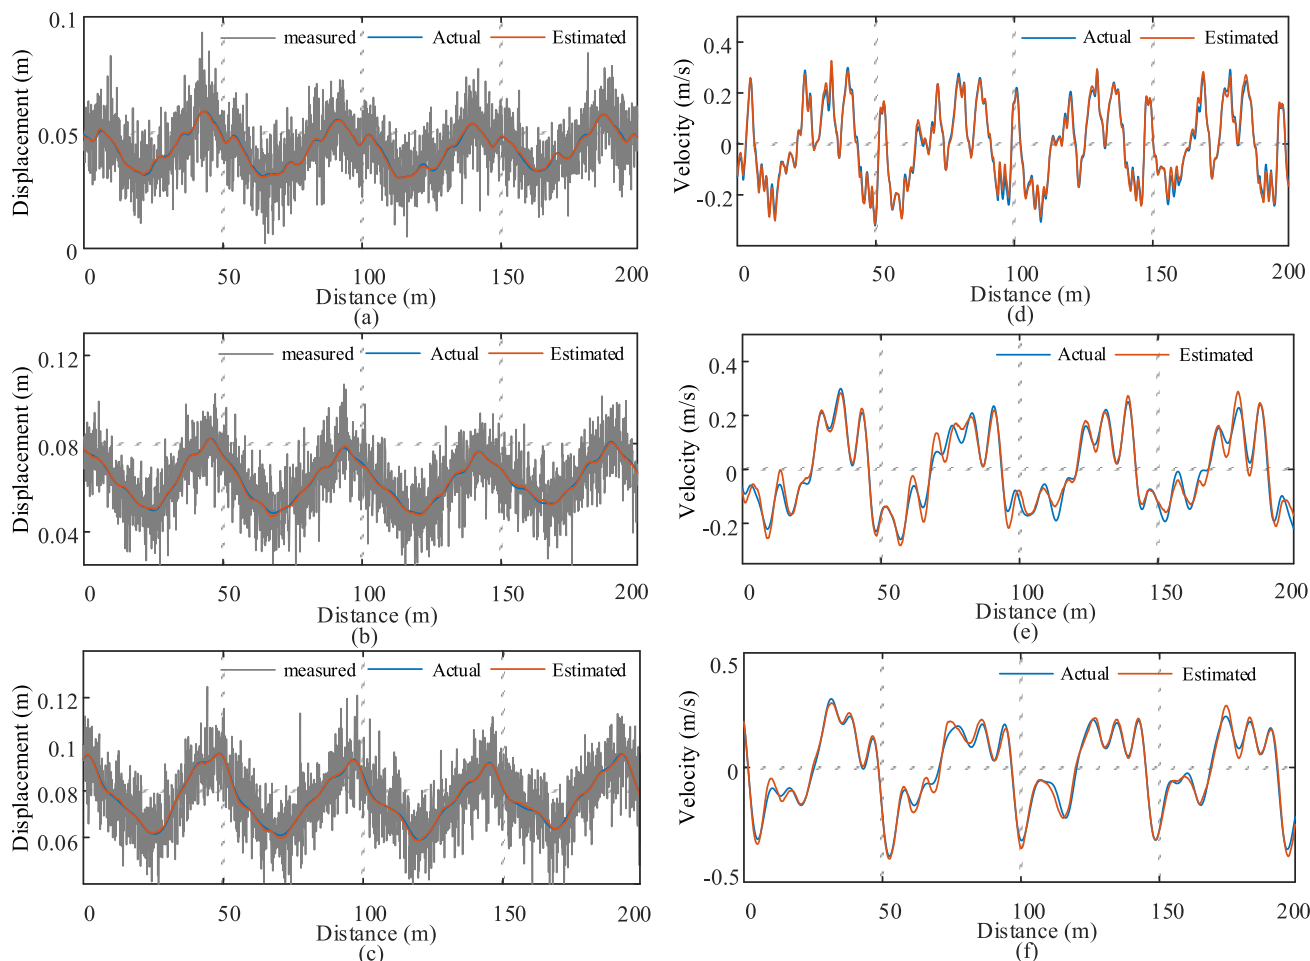 0.1
measured Actual Estimated
0.05
0
Displacement (m)
0 50 100 150 200
Distance (m)
(a)
0.4
Actual Estimated
0.2
0
-0.2
Velocity (m/s)
0 50 100 150 200
Distance (m)
(d)
0.12
measured Actual Estimated
0.08
0.04
Displacement (m)
0 50 100 150 200
Distance (m)
(b)
0.4
Actual Estimated
0.2
0
-0.2
Velocity (m/s)
0 50 100 150 200
Distance (m)
(e)
measured Actual Estimated
0.12
0.1
0.08
0.06
Displacement (m)
0 50 100 150 200
Distance (m)
(c)
0.5
Actual Estimated
0
-0.5
Velocity (m/s)
0 50 100 150 200
Distance (m)
(f)